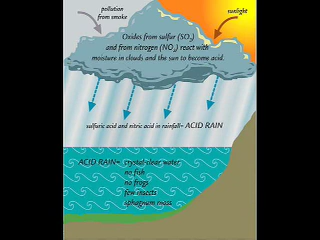 pollution
from smoke
sunlight
Oxides from sulfur (SO₂)
and from nitrogen (NO₂) react with
moisture in clouds and the sun to become acid.
sulfuric acid and nitric acid in rainfall= ACID RAIN
ACID RAIN= crystal-clear water
no fish
no frogs
few insects
sphagnum moss